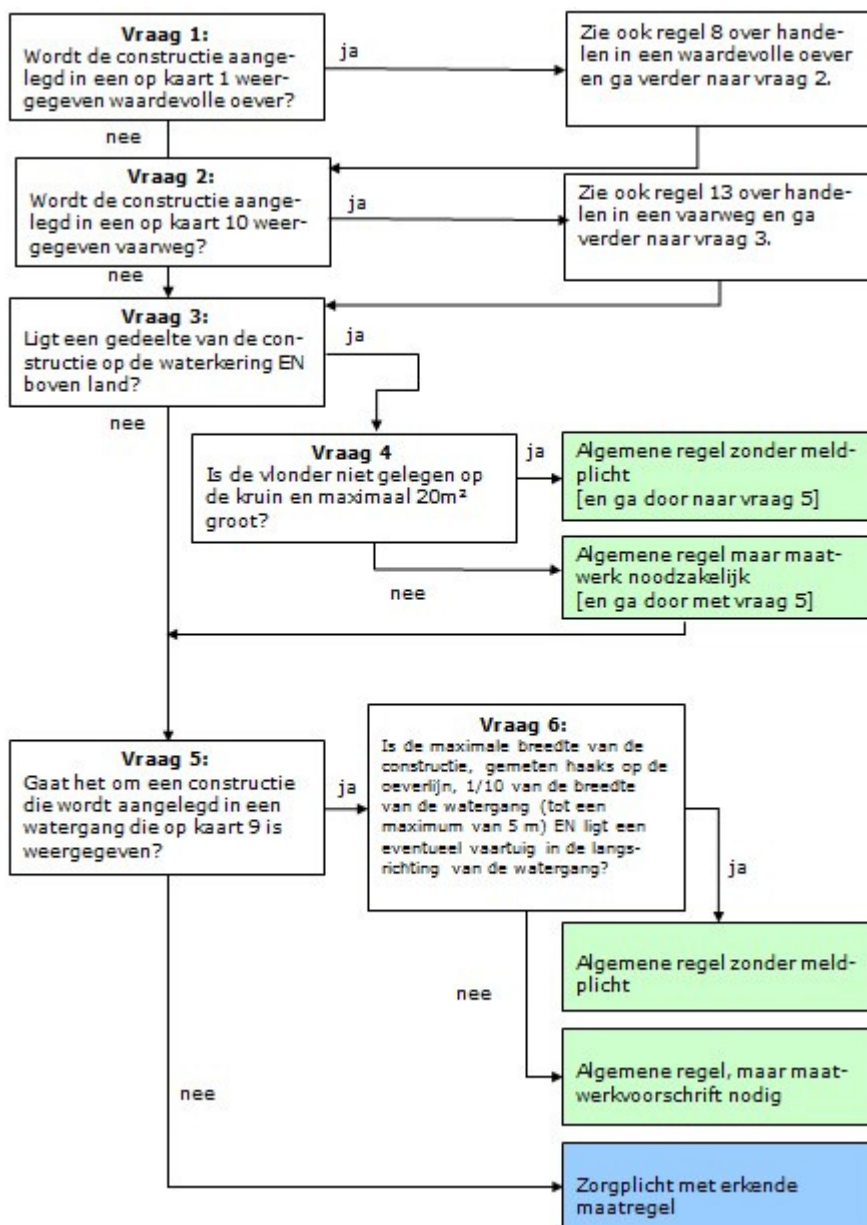 Vraag 1:
Wordt de constructie aange-
legd in een op kaart 1 weer-
gegeven waardevolle oever?
ja
Zie ook regel 8 over hande-
len in een waardevolle oever
en ga verder naar vraag 2.
nee
Vraag 2:
Wordt de constructie aange-
legd in een op kaart 10 weer-
gegeven vaarweg?
ja
Zie ook regel 13 over han-
delen in een vaarweg en ga
verder naar vraag 3.
nee
Vraag 3:
Ligt een gedeelte van de con-
structie op de waterkering EN
boven land?
ja
nee
Vraag 4
Is de vlonder niet gelegen op
de kruin en maximaal 20m²
groot?
ja
Algemene regel zonder meld-
plicht
[en ga door naar vraag 5]
nee
Algemene regel maar maat-
werk noodzakelijk
[en ga door met vraag 5]
Vraag 5:
Gaat het om een constructie
die wordt aangelegd in een
watergang die op kaart 9 is
weergegeven?
ja
Vraag 6:
Is de maximale breedte van de
constructie, gemeten haaks op de
oeverlijn, 1/10 van de breedte
van de watergang (tot een
maximum van 5 m) EN ligt een
eventueel vaartuig in de langs-
richting van de watergang?
ja
Algemene regel zonder meld-
plicht
nee
Algemene regel, maar maat-
werkvoorschrift nodig
nee
Zorgplicht met erkende
maatregel